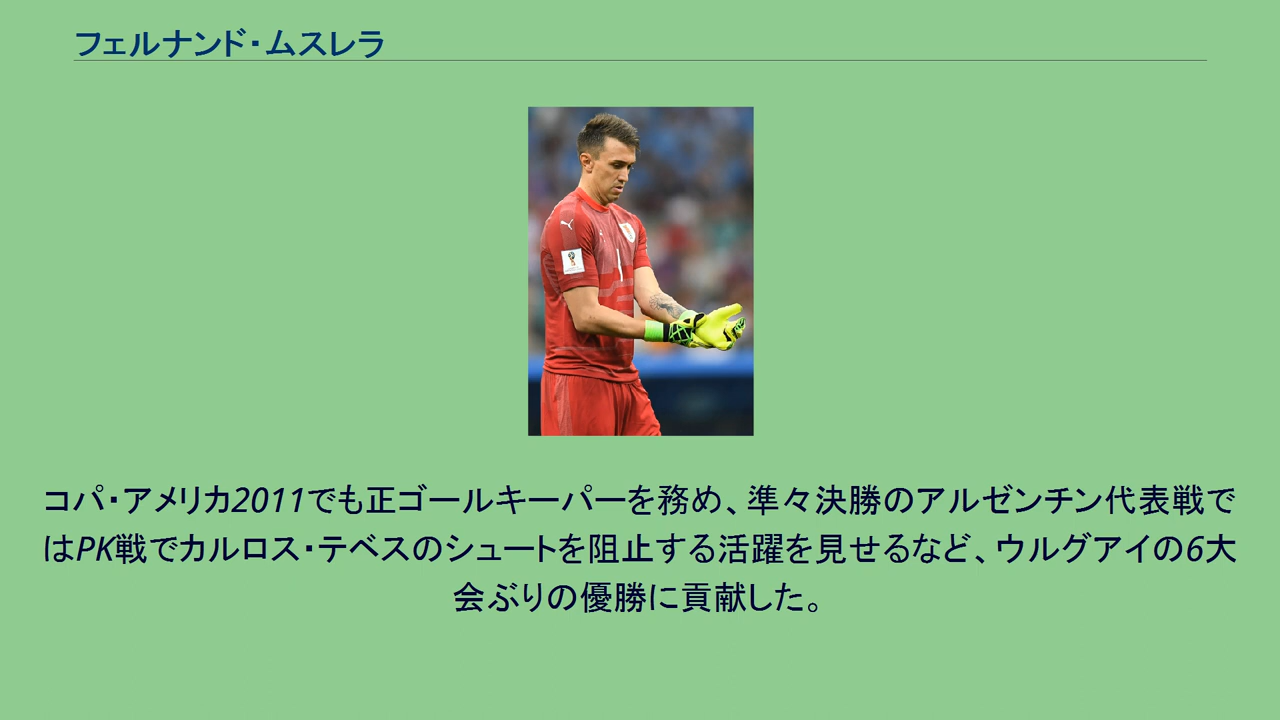 フェルナンド・ムスレラ
コパ・アメリカ2011でも正ゴールキーパーを務め、準々決勝のアルゼンチン代表戦で
はPK戦でカルロス・テベスのシュートを阻止する活躍を見せるなど、ウルグアイの6大
会ぶりの優勝に貢献した。